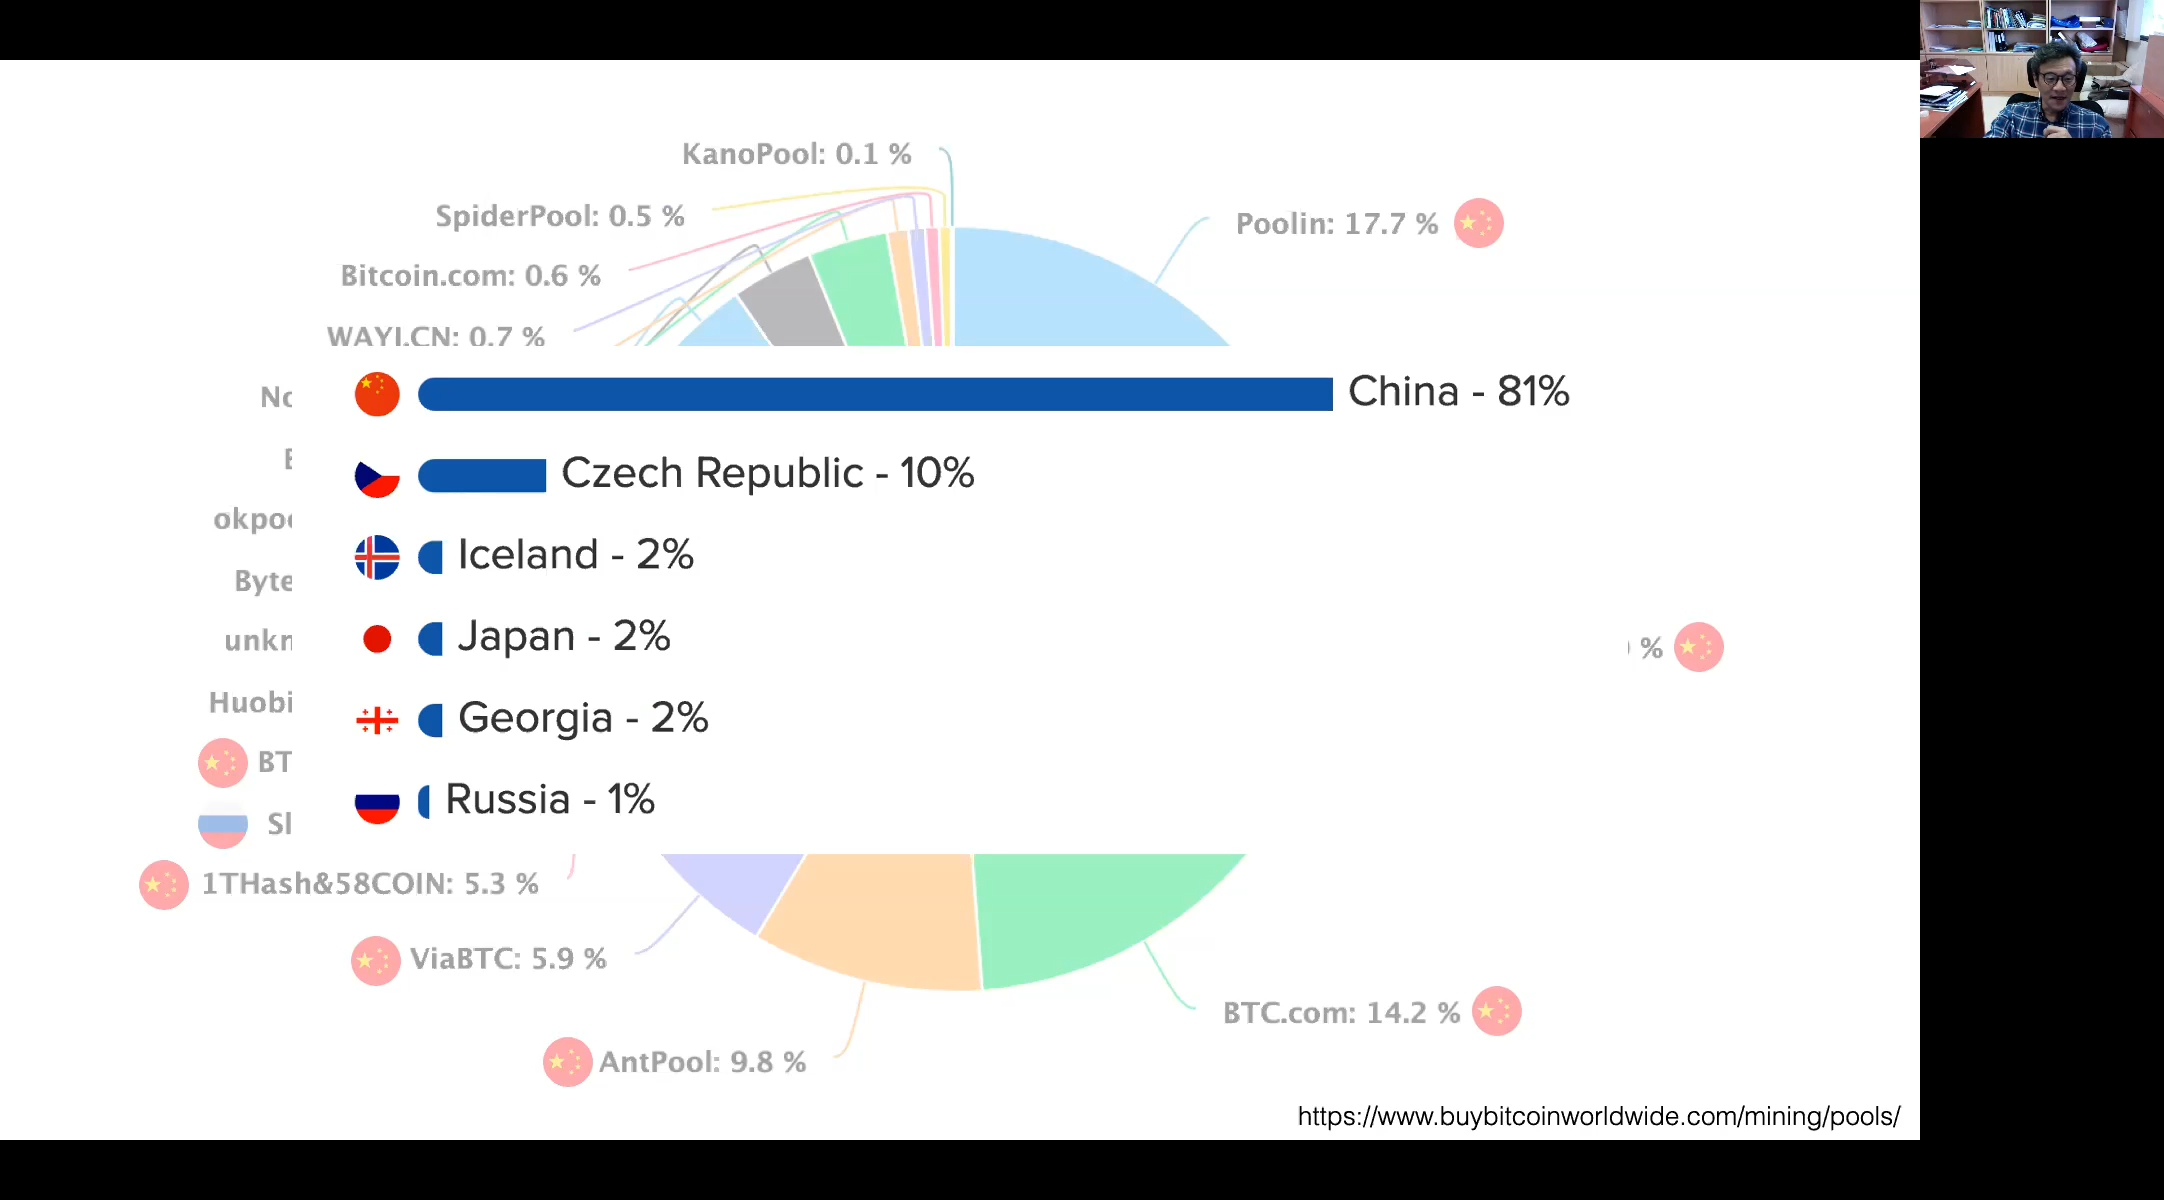 KanoPool: 0.1 %
SpiderPool: 0.5 %
Poolin: 17.7 %
Bitcoin.com: 0.6 %
WAYI.CN: 0.7 %
China - 81%
Czech Republic - 10%
Iceland - 2%
Japan - 2%
%
Georgia - 2%
Huobi
BT
Russia - 1%
1THash&58COIN: 5.3 %
ViaBTC: 5.9 %
BTC.com: 14.2 %
AntPool: 9.8 %
https://www.buybitcoinworldwide.com/mining/pools/